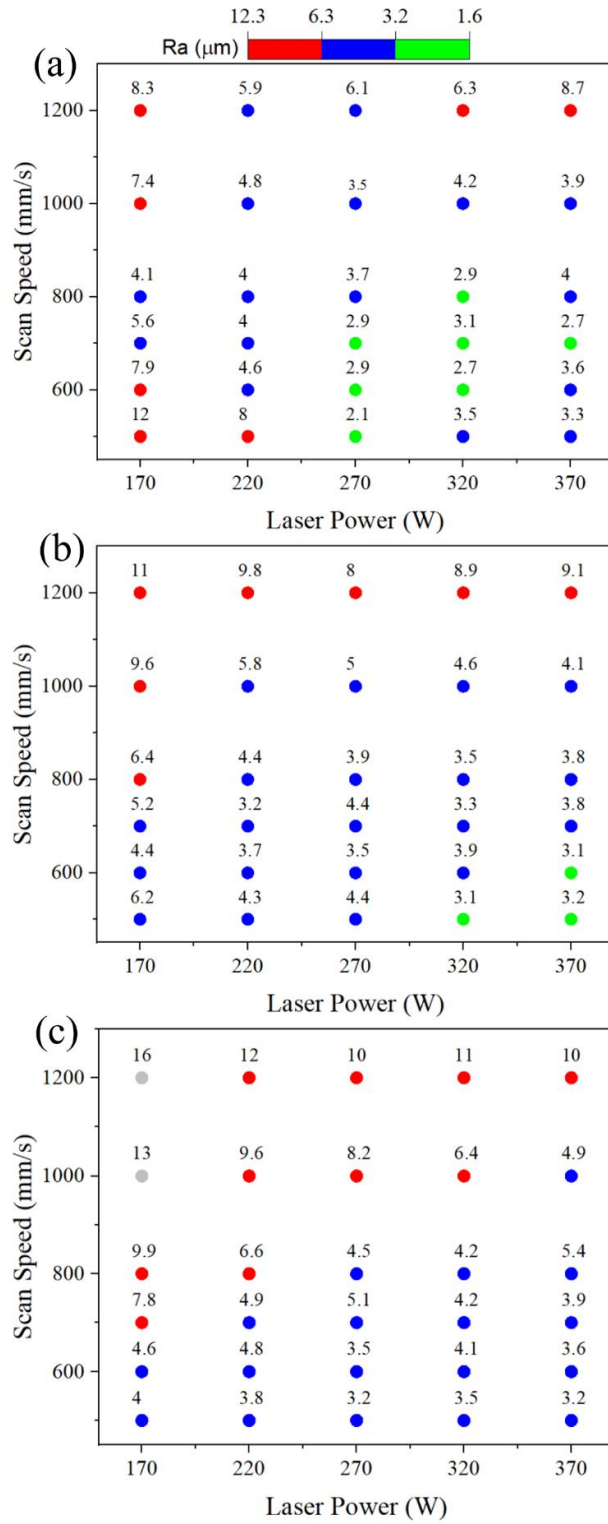 12.3 6.3 3.2 1.6
Ra (μm)
(a)
8.3 5.9 6.1 6.3 8.7
1200
7.4 4.8 3.5 4.2 3.9
1000
4.1 4 3.7 2.9 4
800
5.6 4 2.9 3.1 2.7
7.9 4.6 2.9 2.7 3.6
600
12 8 2.1 3.5 3.3
Scan Speed (mm/s)
170 220 270 320 370
Laser Power (W)
(b)
11 9.8 8 8.9 9.1
1200
9.6 5.8 5 4.6 4.1
1000
6.4 4.4 3.9 3.5 3.8
800
5.2 3.2 4.4 3.3 3.8
4.4 3.7 3.5 3.9 3.1
600
6.2 4.3 4.4 3.1 3.2
Scan Speed (mm/s)
170 220 270 320 370
Laser Power (W)
(c)
16 12 10 11 10
1200
13 9.6 8.2 6.4 4.9
1000
9.9 6.6 4.5 4.2 5.4
800
7.8 4.9 5.1 4.2 3.9
4.6 4.8 3.5 4.1 3.6
600
4 3.8 3.2 3.5 3.2
Scan Speed (mm/s)
170 220 270 320 370
Laser Power (W)